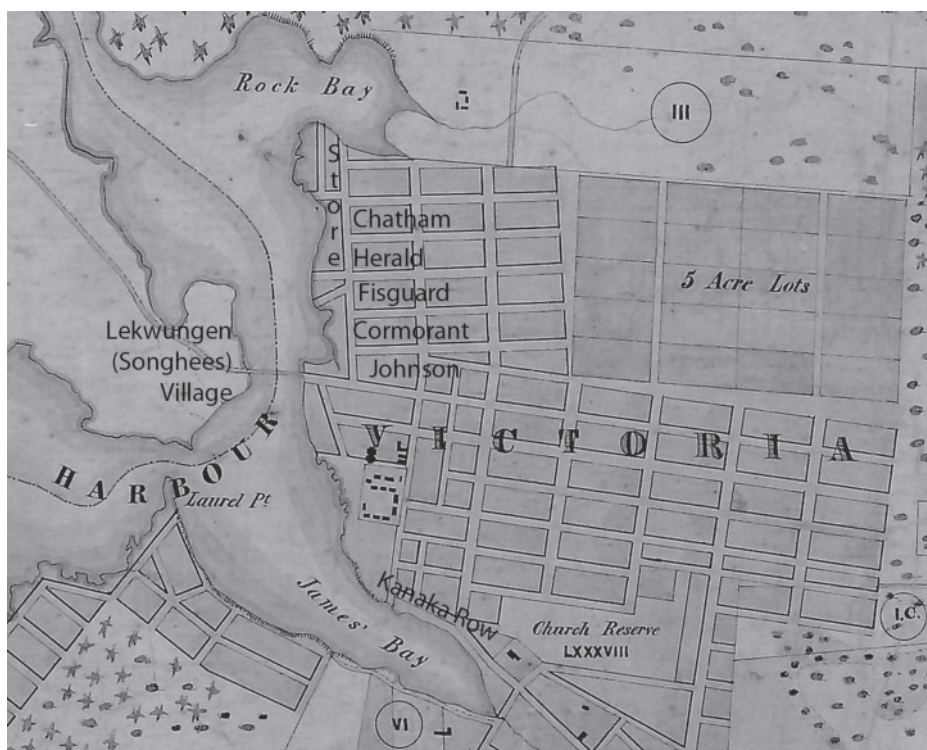 Rock Bay
III
Store
Chatham
Herald
5 Acre Lots
Fisguard
Lekwungen
(Songhees)
Village
Cormorant
Johnson
VICTORIA
HARBOUR
Laurel Pt
Kanaka Row
James' Bay
Church Reserve
LXXXVIII
I.C.
VI